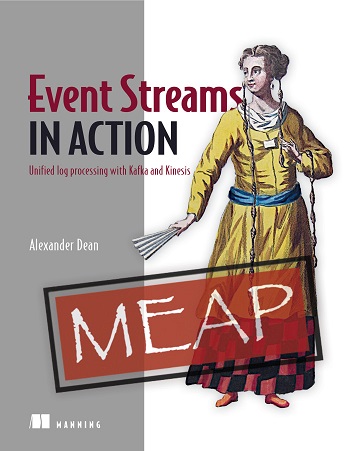 Event Streams
IN ACTION
Unified log processing with Kafka and Kinesis
Alexander Dean
MEAP
MANNING